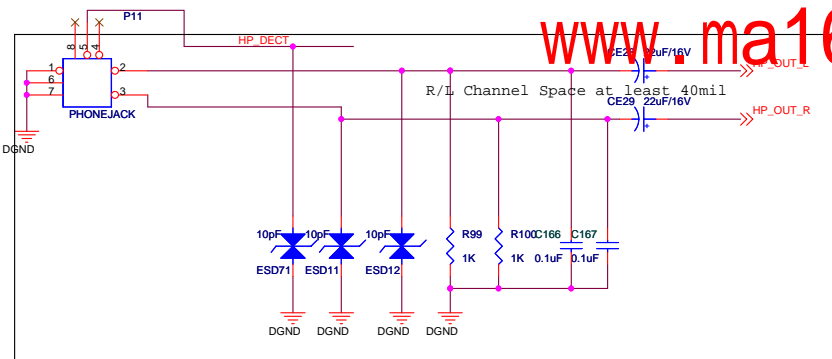 P11
www.ma16
HP_DECT
8
5
4
CE28 22uF/16V
1
2
HP_OUT_L
6
R/L Channel Space at least 40mil
7
3
CE29 22uF/16V
HP_OUT_R
PHONEJACK
DGND
10pF
10pF
10pF
R99
R100
C166
C167
1K
1K
0.1uF
0.1uF
ESD71
ESD11
ESD12
DGND
DGND
DGND
DGND